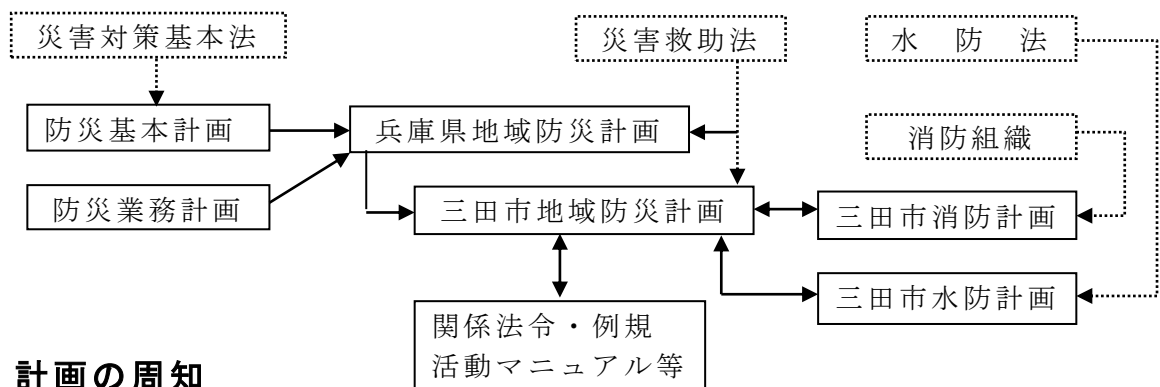 災害対策基本法
災害救助法
水 防 法
防災基本計画
兵庫県地域防災計画
消防組織
防災業務計画
三田市地域防災計画
三田市消防計画
三田市水防計画
関係法令・例規
活動マニュアル等
計画の周知